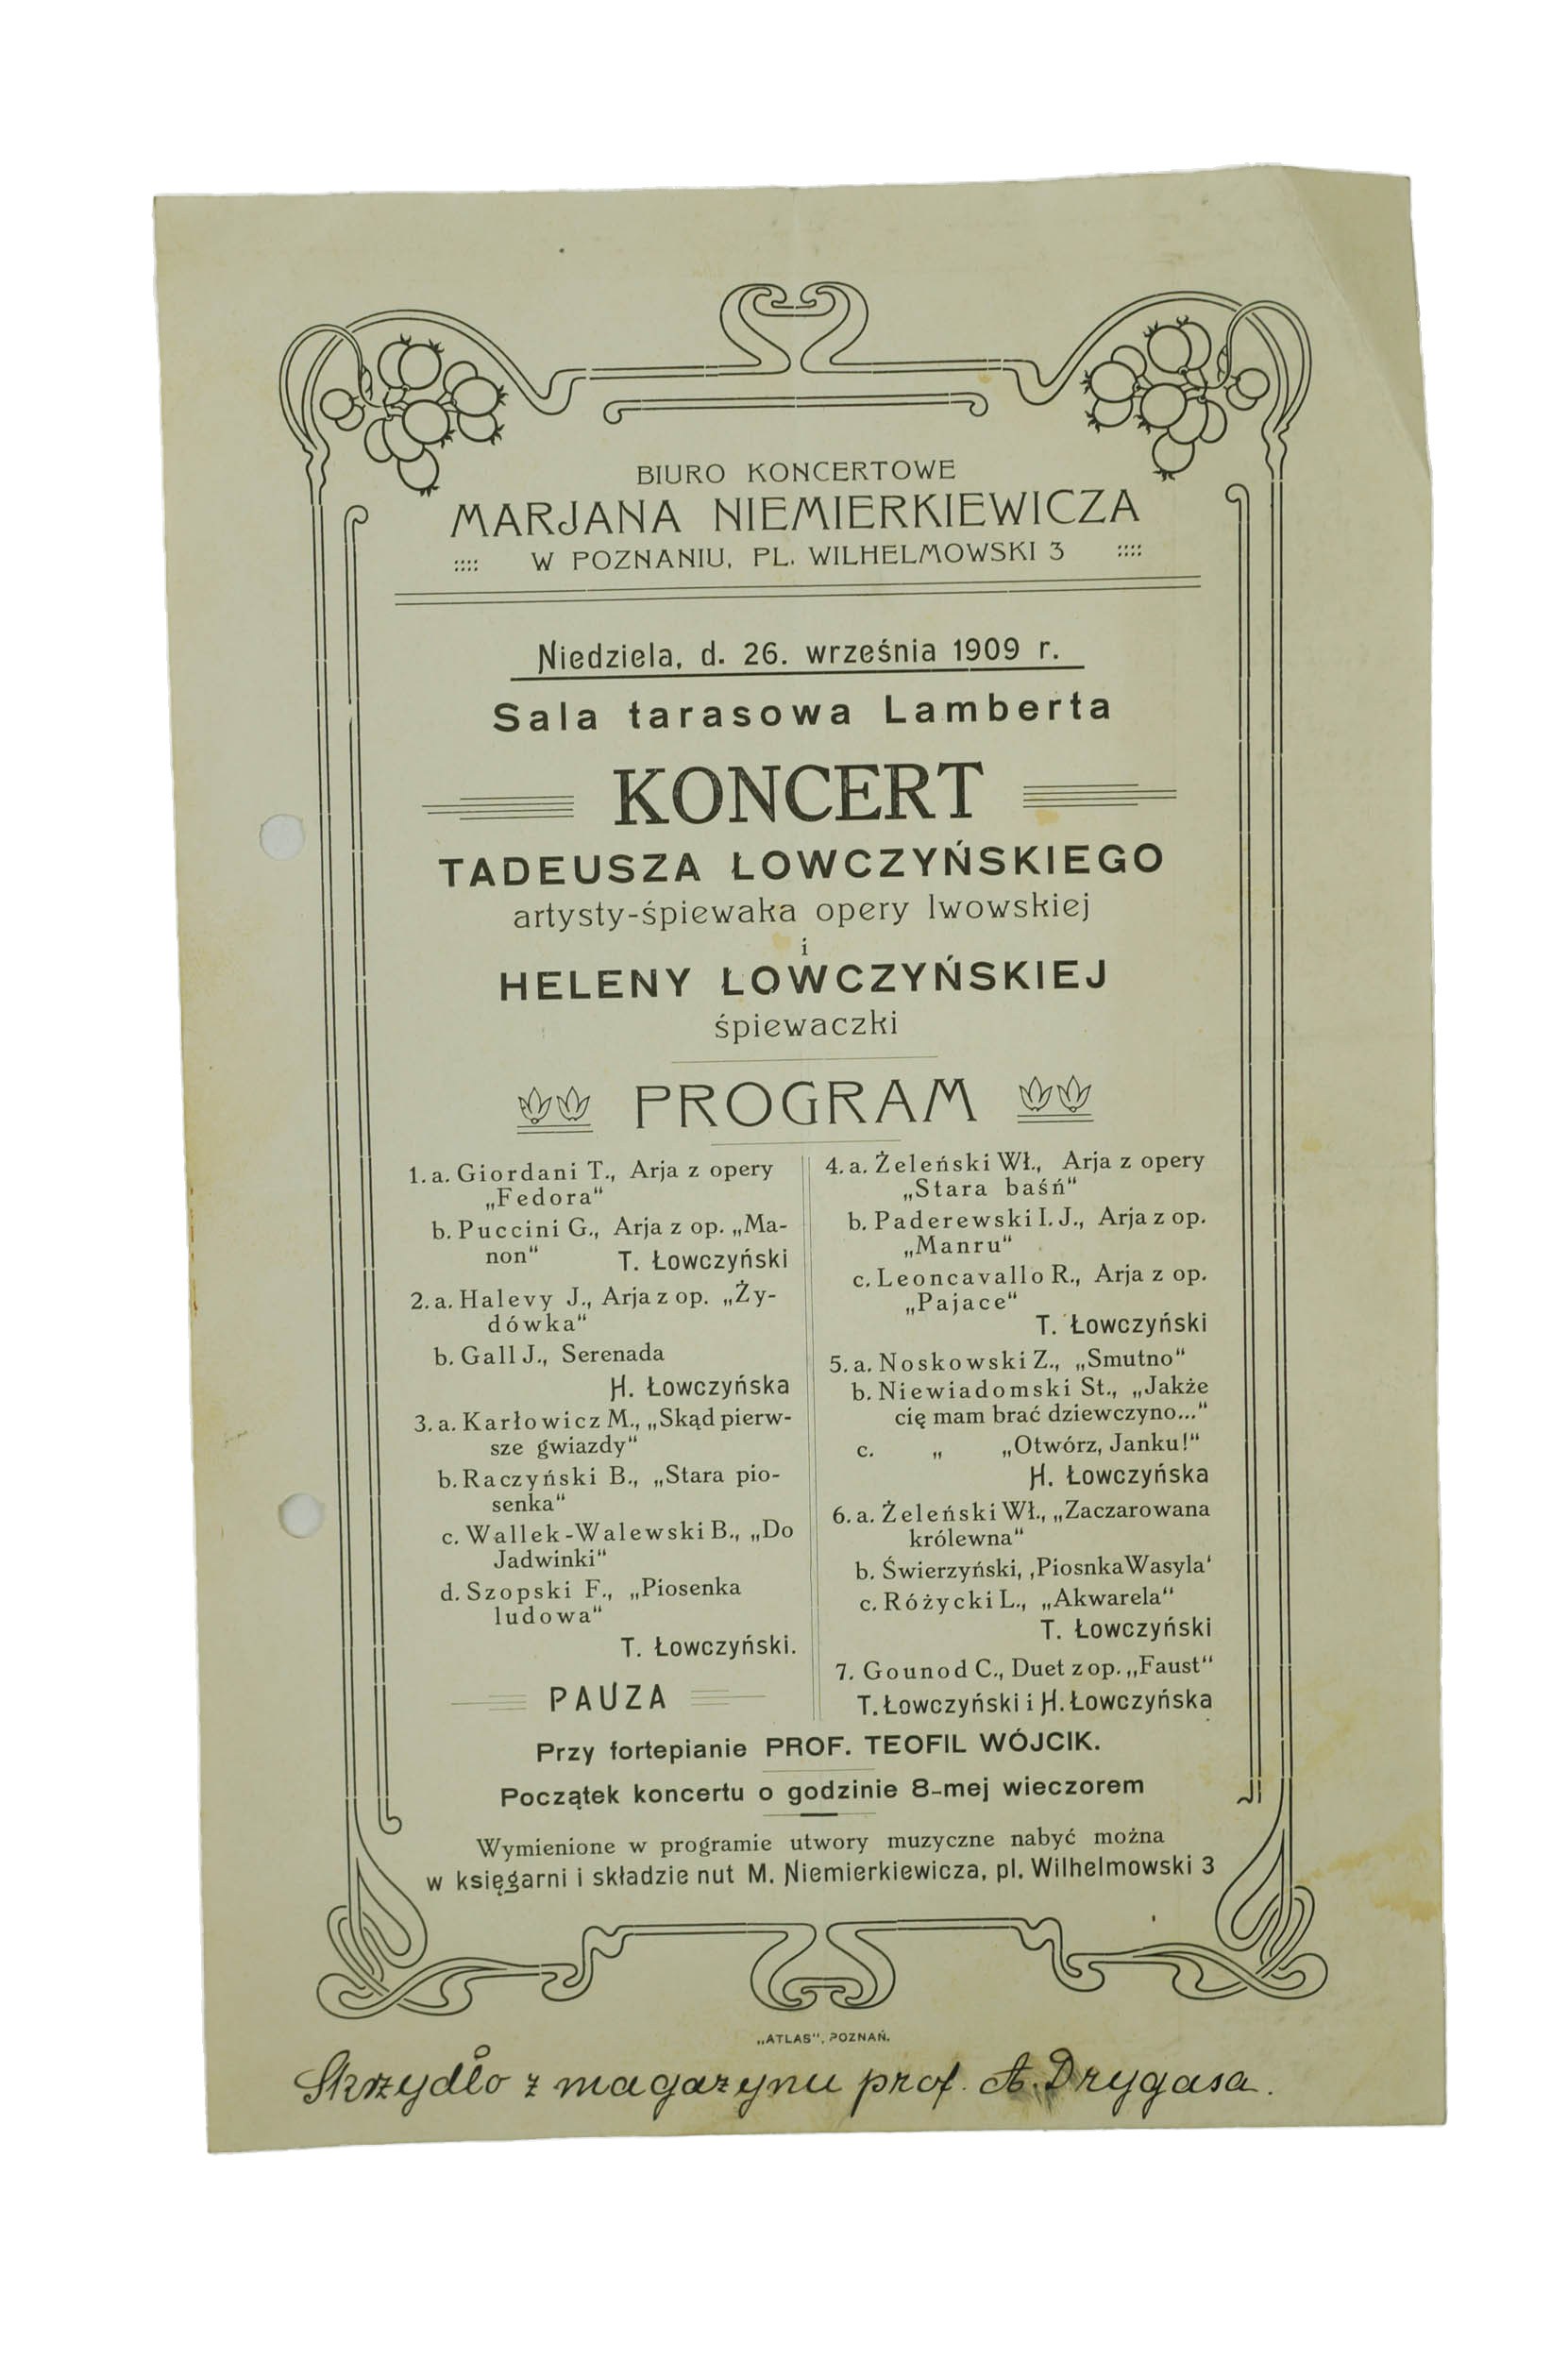 BIURO KONCERTOWE
MARJANA NIEMIERKIEWICZA
W POZNANIU, PL. WILHELMOWSKI 3
Niedziela, d. 26. września 1909 r.
Sala tarasowa Lamberta
KONCERT
TADEUSZA ŁOWCZYŃSKIEGO
artysty-śpiewaka opery lwowskiej
i
HELENY ŁOWCZYŃSKIEJ
śpiewaczki
PROGRAM
1. a. Giordani T., Arja z opery
„Fedora“
b. Puccini G., Arja z op. „Ma-
non“ T. Łowczyński
2. a. Halevy J., Arja z op. „Ży-
dówka“
b. Gall J., Serenada
H. Łowczyńska
3. a. Karłowicz M., „Skąd pierw-
sze gwiazdy“
b. Raczyński B., „Stara pio-
senka“
c. Wallek-Walewski B., „Do
Jadwinki“
d. Szopski F., „Piosenka
ludowa“
T. Łowczyński.
PAUZA
4. a. Żeleński Wł., Arja z opery
„Stara baśń“
b. Paderewski I. J., Arja z op.
„Manru“
c. Leoncavallo R., Arja z op.
„Pajace“
T. Łowczyński
5. a. Noskowski Z., „Smutno“
b. Niewiadomski St., „Jakże
cię mam brać dziewczyno...“
c. „ „Otwórz, Janku!“
H. Łowczyńska
6. a. Żeleński Wł., „Zaczarowana
królewna“
b. Świerzyński, ‚Piosnka Wasyla‘
c. Różycki L., „Akwarela“
T. Łowczyński
7. Gounod C., Duet z op. „Faust“
T. Łowczyński i H. Łowczyńska
Przy fortepianie PROF. TEOFIL WÓJCIK.
Początek koncertu o godzinie 8-mej wieczorem
Wymienione w programie utwory muzyczne nabyć można
w księgarni i składzie nut M. Niemierkiewicza, pl. Wilhelmowski 3
„ATLAS“, POZNAŃ.
Skrzydło z magazynu prof. A. Drygasa.